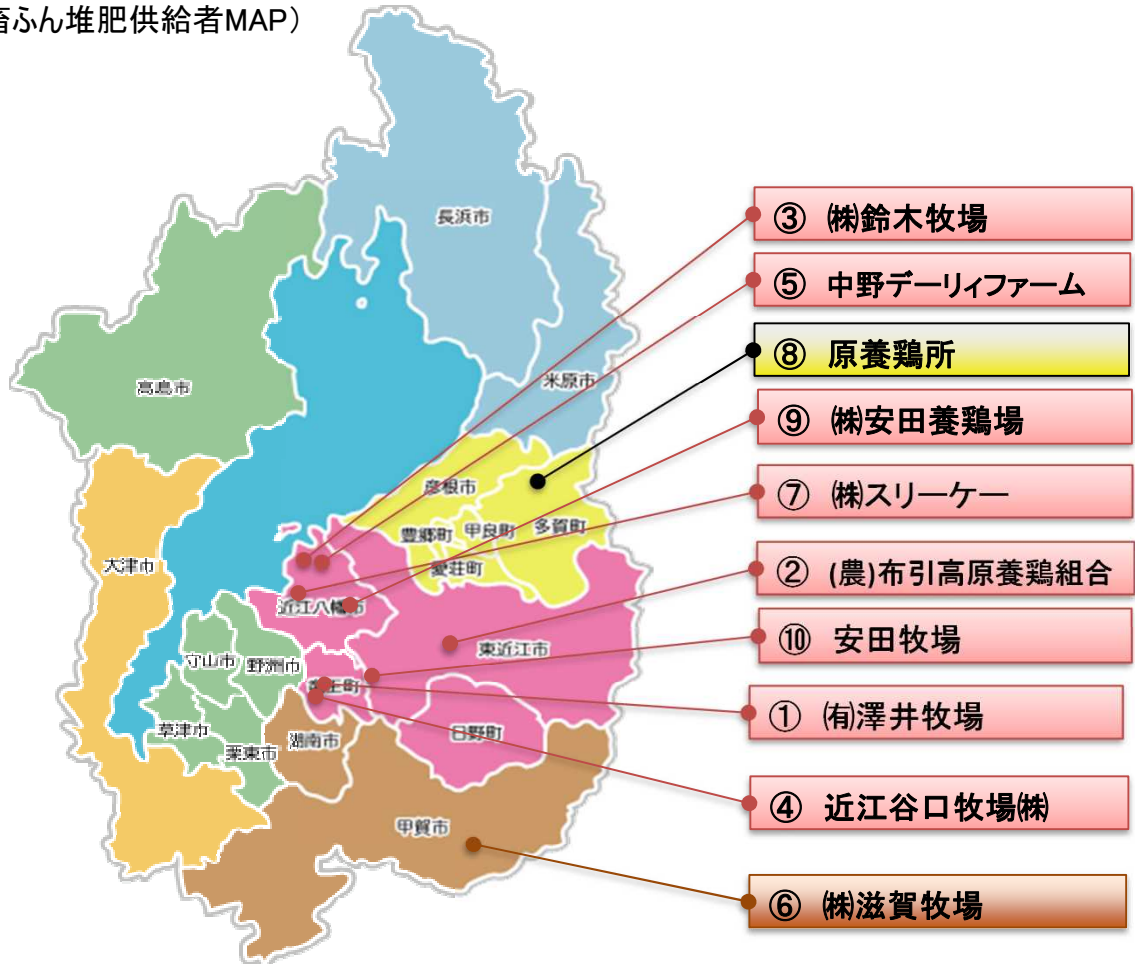 畜ふん堆肥供給者MAP）
長浜市
高島市
米原市
彦根市
豊郷町
甲良町
多賀町
愛荘町
大津市
近江八幡市
東近江市
守山市
野洲市
竜王町
草津市
栗東市
湖南市
日野町
甲賀市
③ ㈱鈴木牧場
⑤ 中野デーリィファーム
⑧ 原養鶏所
⑨ ㈱安田養鶏場
⑦ ㈱スリーケー
② (農)布引高原養鶏組合
⑩ 安田牧場
① ㈲澤井牧場
④ 近江谷口牧場㈱
⑥ ㈱滋賀牧場